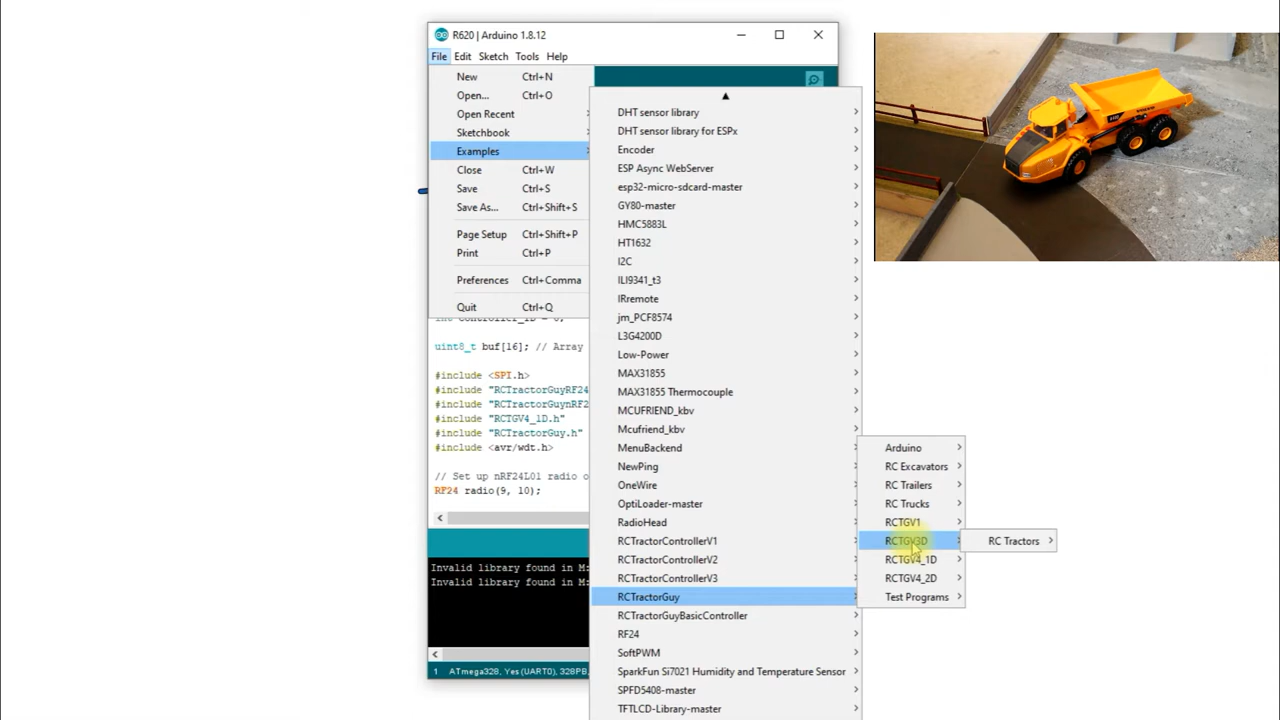 R620 | Arduino 1.8.12
File Edit Sketch Tools Help
New Ctrl+N
Open... Ctrl+O
Open Recent
Sketchbook
Examples
Close Ctrl+W
Save Ctrl+S
Save As... Ctrl+Shift+S
Page Setup Ctrl+Shift+P
Print Ctrl+P
Preferences Ctrl+Comma
Quit Ctrl+Q
DHT sensor library
DHT sensor library for ESPx
Encoder
ESP Async WebServer
esp32-micro-sdcard-master
GY80-master
HMC5883L
HT1632
I2C
ILI9341_t3
IRremote
jm_PCF8574
L3G4200D
Low-Power
MAX31855
MAX31855 Thermocouple
MCUFRIEND_kbv
Mcufriend_kbv
MenuBackend
NewPing
OneWire
OptiLoader-master
RadioHead
RCTractorControllerV1
RCTractorControllerV2
RCTractorControllerV3
RCTractorGuy
RCTractorGuyBasicController
RF24
SoftPWM
SparkFun Si7021 Humidity and Temperature Sensor
SPFD5408-master
TFTLCD-Library-master
Arduino
RC Excavators
RC Trailers
RC Trucks
RCTGV1
RCTGV3D
RCTGV4_1D
RCTGV4_2D
Test Programs
RC Tractors
uint8_t buf[16]; // Array
#include <SPI.h>
#include "RCTractorGuyRF24
#include "RCTractorGuynRF2
#include "RCTGV4_1D.h"
#include "RCTractorGuy.h"
#include <avr/wdt.h>
// Set up nRF24L01 radio o
RF24 radio(9, 10);
Invalid library found in M:
Invalid library found in M:
1 ATmega328, Yes (UART0), 328PB,